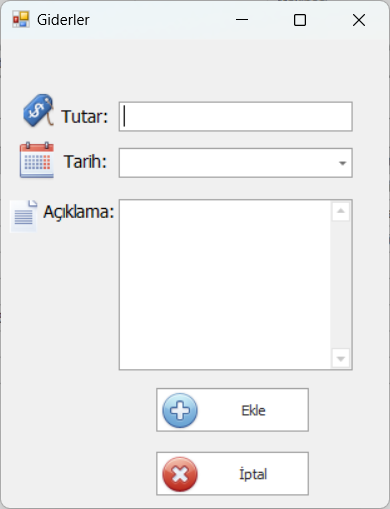 Giderler
Tutar:
Tarih:
Açıklama:
Ekle
İptal